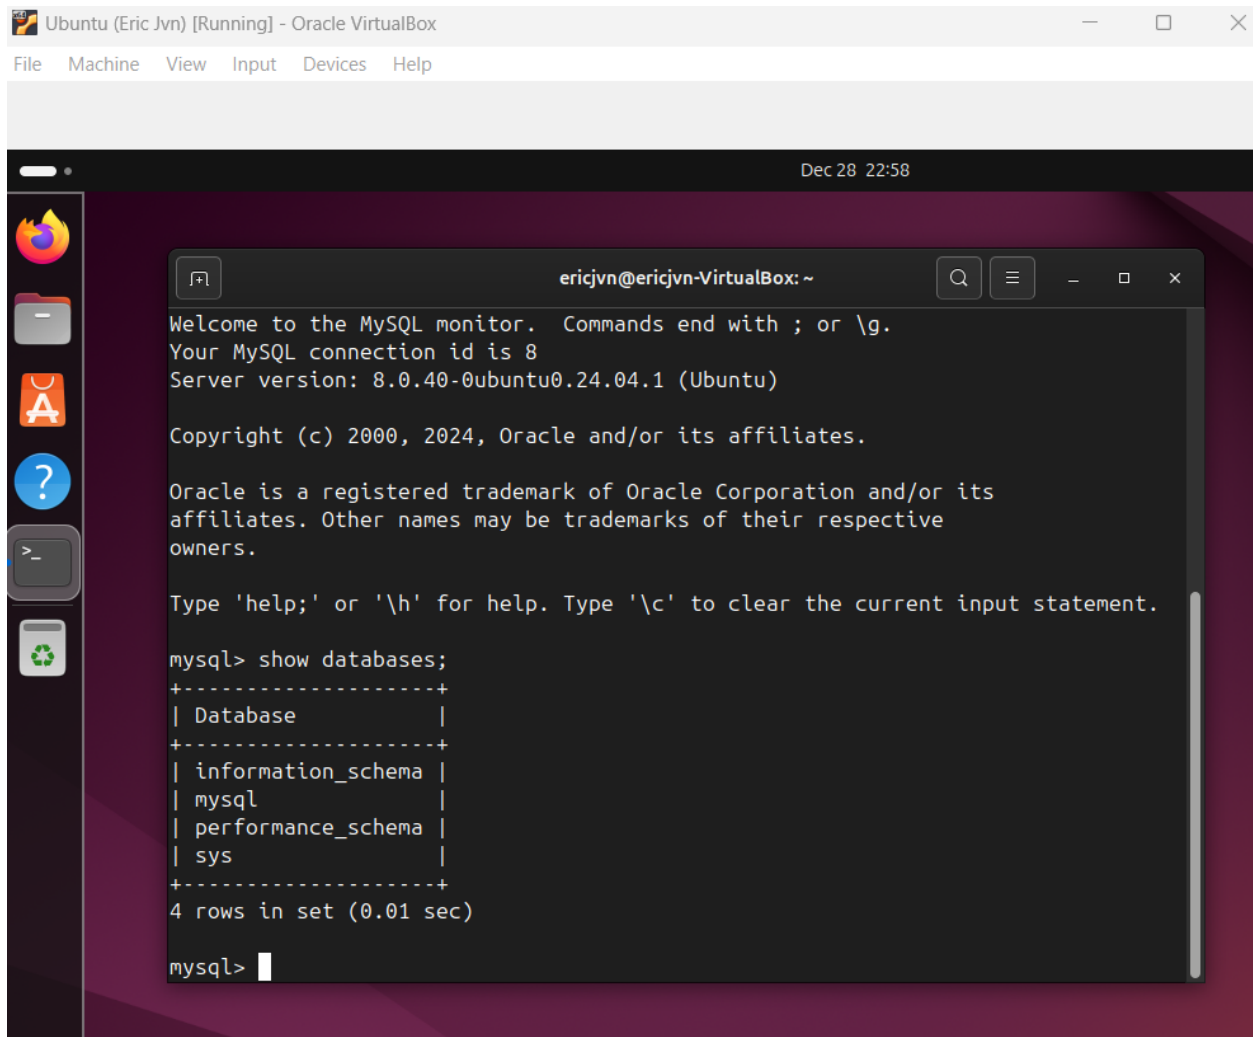 Ubuntu (Eric Jvn) [Running] - Oracle VirtualBox
File Machine View Input Devices Help
Dec 28 22:58
ericjvn@ericjvn-VirtualBox: ~
Welcome to the MySQL monitor.  Commands end with ; or \g.
Your MySQL connection id is 8
Server version: 8.0.40-0ubuntu0.24.04.1 (Ubuntu)
Copyright (c) 2000, 2024, Oracle and/or its affiliates.
Oracle is a registered trademark of Oracle Corporation and/or its
affiliates. Other names may be trademarks of their respective
owners.
Type 'help;' or '\h' for help. Type '\c' to clear the current input statement.
mysql> show databases;
+--------------------+
| Database           |
+--------------------+
| information_schema |
| mysql              |
| performance_schema |
| sys                |
+--------------------+
4 rows in set (0.01 sec)
mysql>